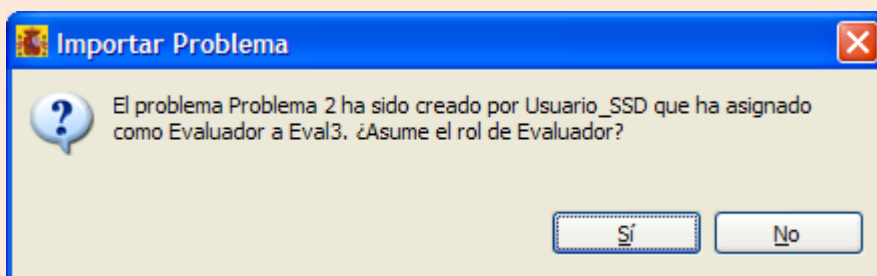 Importar Problema
El problema Problema 2 ha sido creado por Usuario_SSD que ha asignado
como Evaluador a Eval3. ¿Asume el rol de Evaluador?
Sí
No